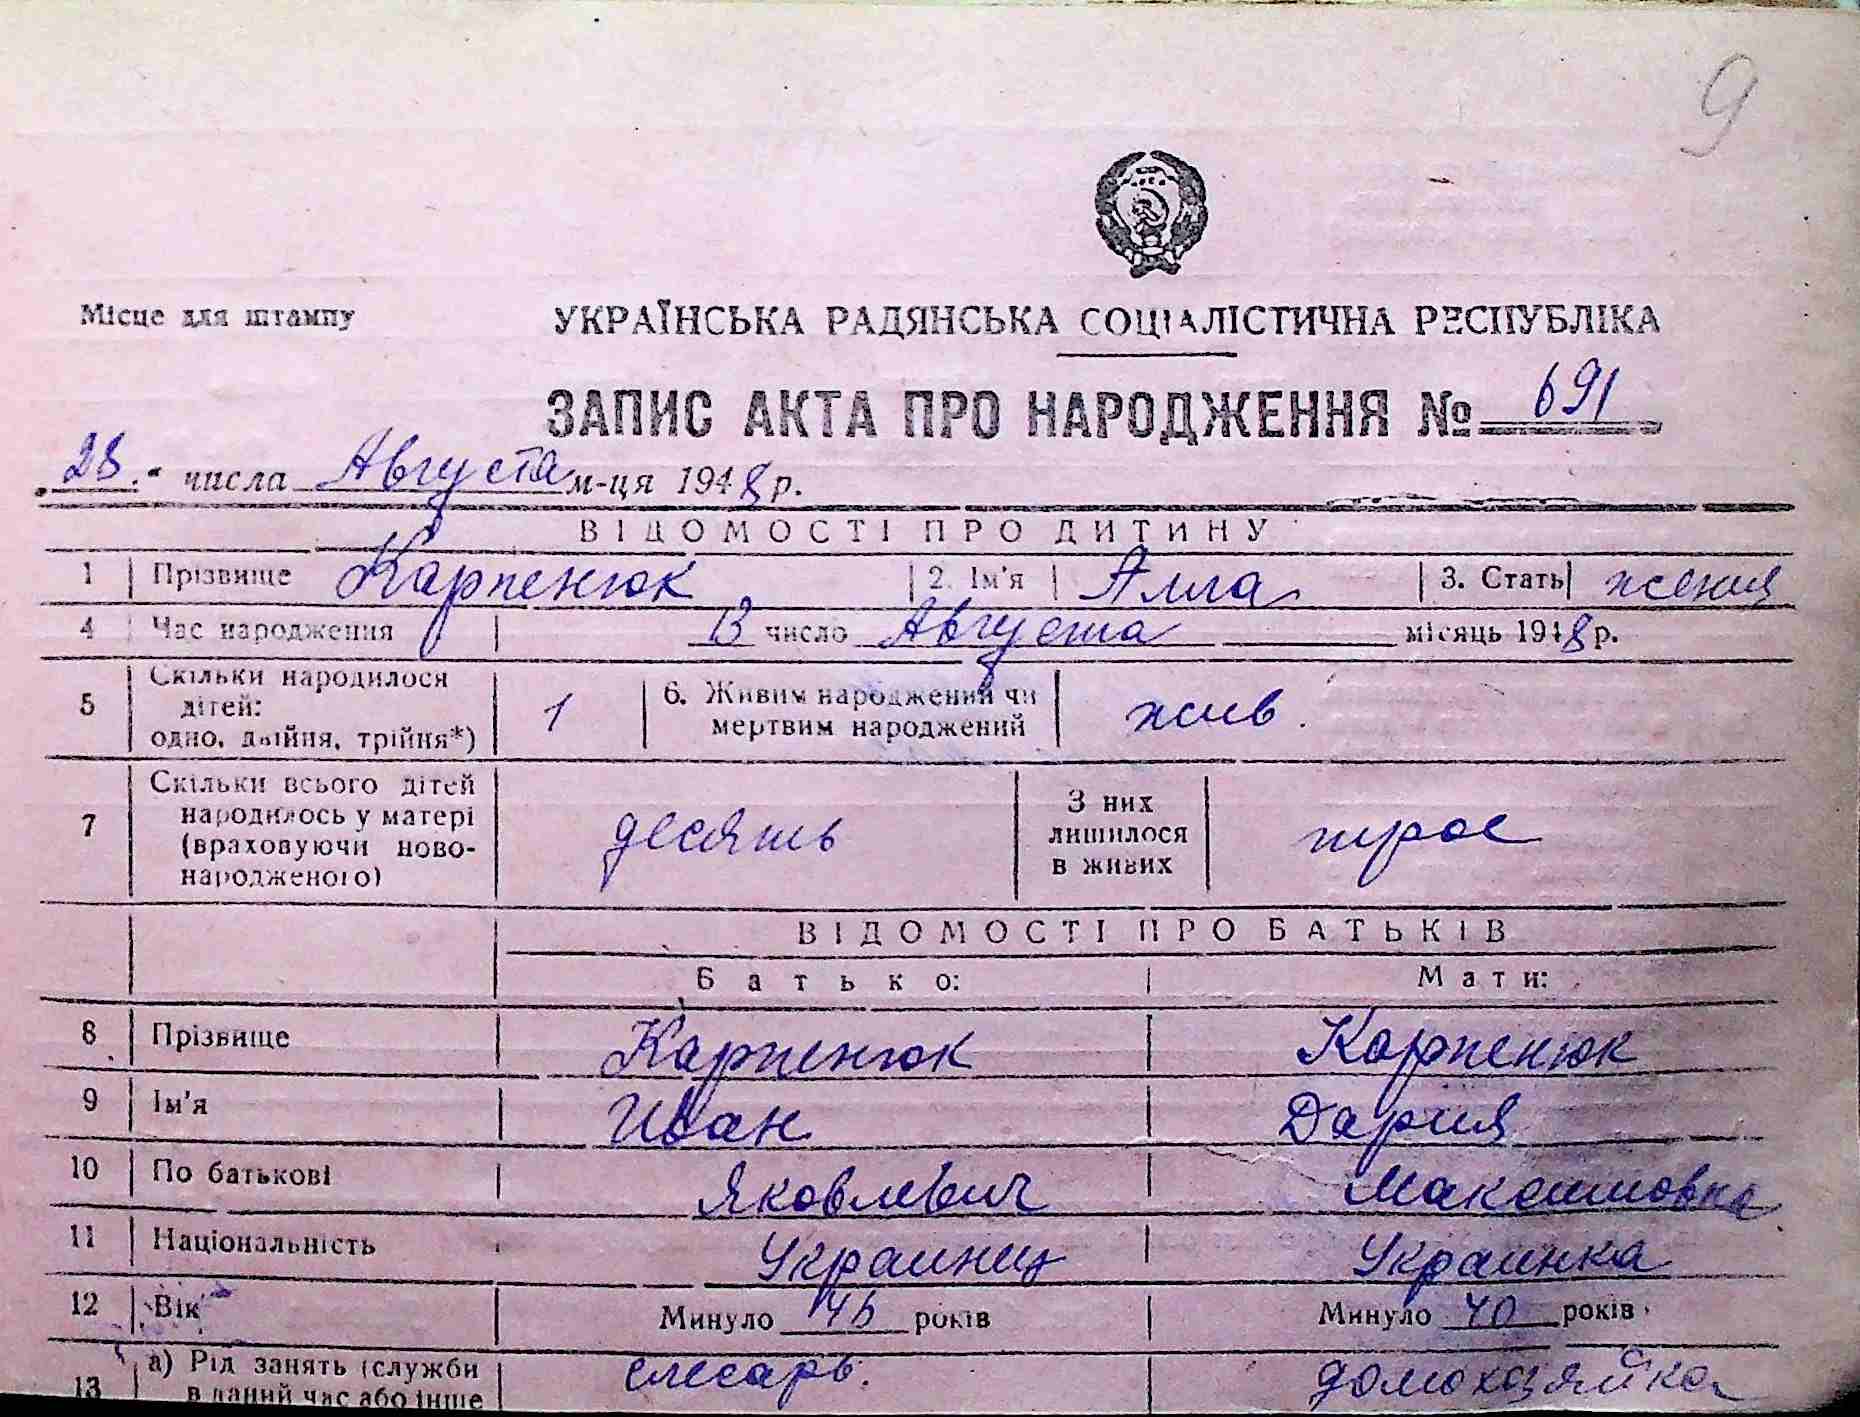 9
Місце для штампу
УКРАЇНСЬКА РАДЯНСЬКА СОЦІАЛІСТИЧНА РЕСПУБЛІКА
ЗАПИС АКТА ПРО НАРОДЖЕННЯ № 691
28 числа Августа м-ця 1948 р.
ВІДОМОСТІ ПРО ДИТИНУ
1 Прізвище Карпенюк 2. Ім'я Алла 3. Стать женщ
4 Час народження 13 число Августа місяць 1948 р.
5 Скільки народилося дітей: одно, двійня, трійня*) 1 6. Живим народжений чи мертвим народжений жив.
7 Скільки всього дітей народилось у матері (враховуючи ново-народженого) десять З них лишилося в живих трое
ВІДОМОСТІ ПРО БАТЬКІВ
Батько: Мати:
8 Прізвище Карпенюк Карпенюк
9 Ім'я Иван Дария
10 По батькові Яковлевич Максимовна
11 Національність Украинец Украинка
12 Вік Минуло років Минуло 40 років
13 а) Рід занять (служби в даний час або інше слесарь. домохозяйка